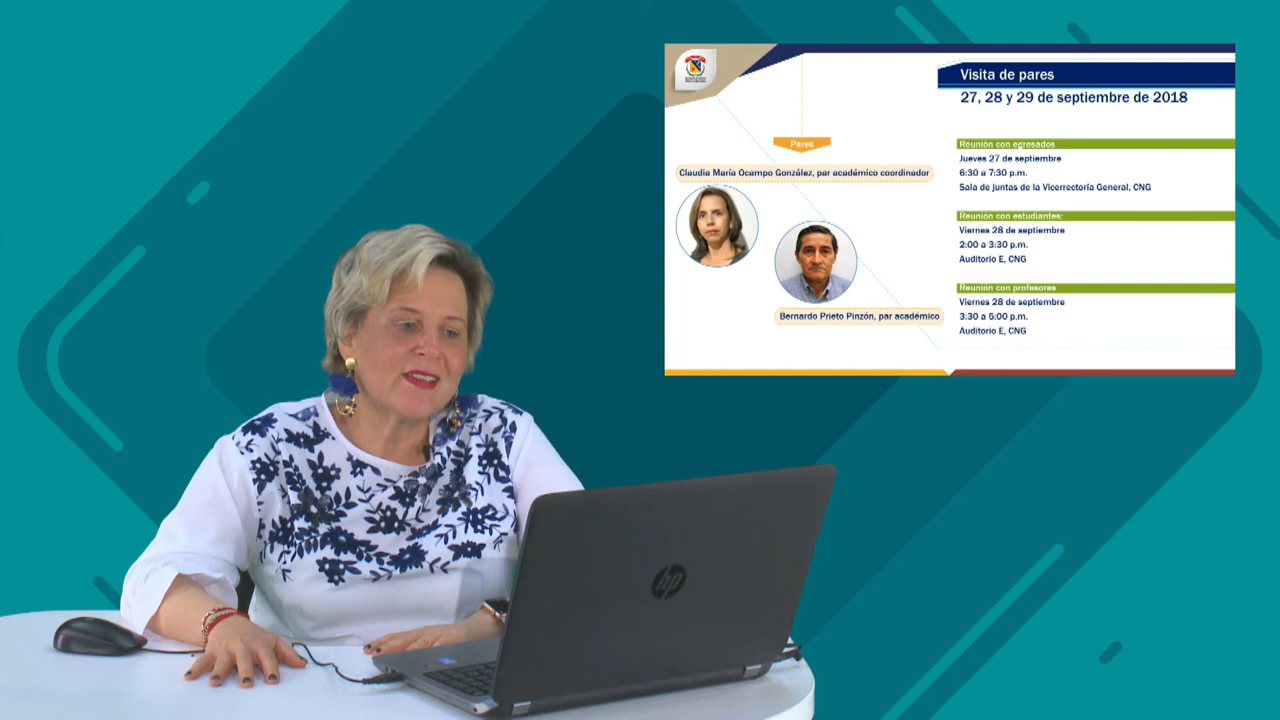 Visita de pares
27, 28 y 29 de septiembre de 2018
Pares
Claudia María Ocampo González, par académico coordinador
Bernardo Prieto Pinzón, par académico
Reunión con egresados
Jueves 27 de septiembre
6:30 a 7:30 p.m.
Sala de juntas de la Vicerrectoría General, CNG
Reunión con estudiantes:
Viernes 28 de septiembre
2:00 a 3:30 p.m.
Auditorio E, CNG
Reunión con profesores
Viernes 28 de septiembre
3:30 a 5:00 p.m.
Auditorio E, CNG
hp